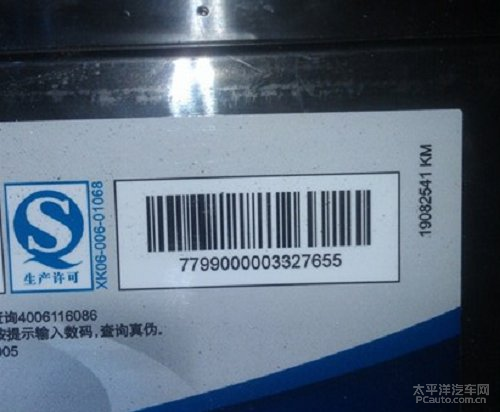 生产许可
XK06-006-01068
7799000003327655
19082541 KM
查询4006116086
按提示输入数码,查询真伪。
005
太平洋汽车网
PCauto.com.cn